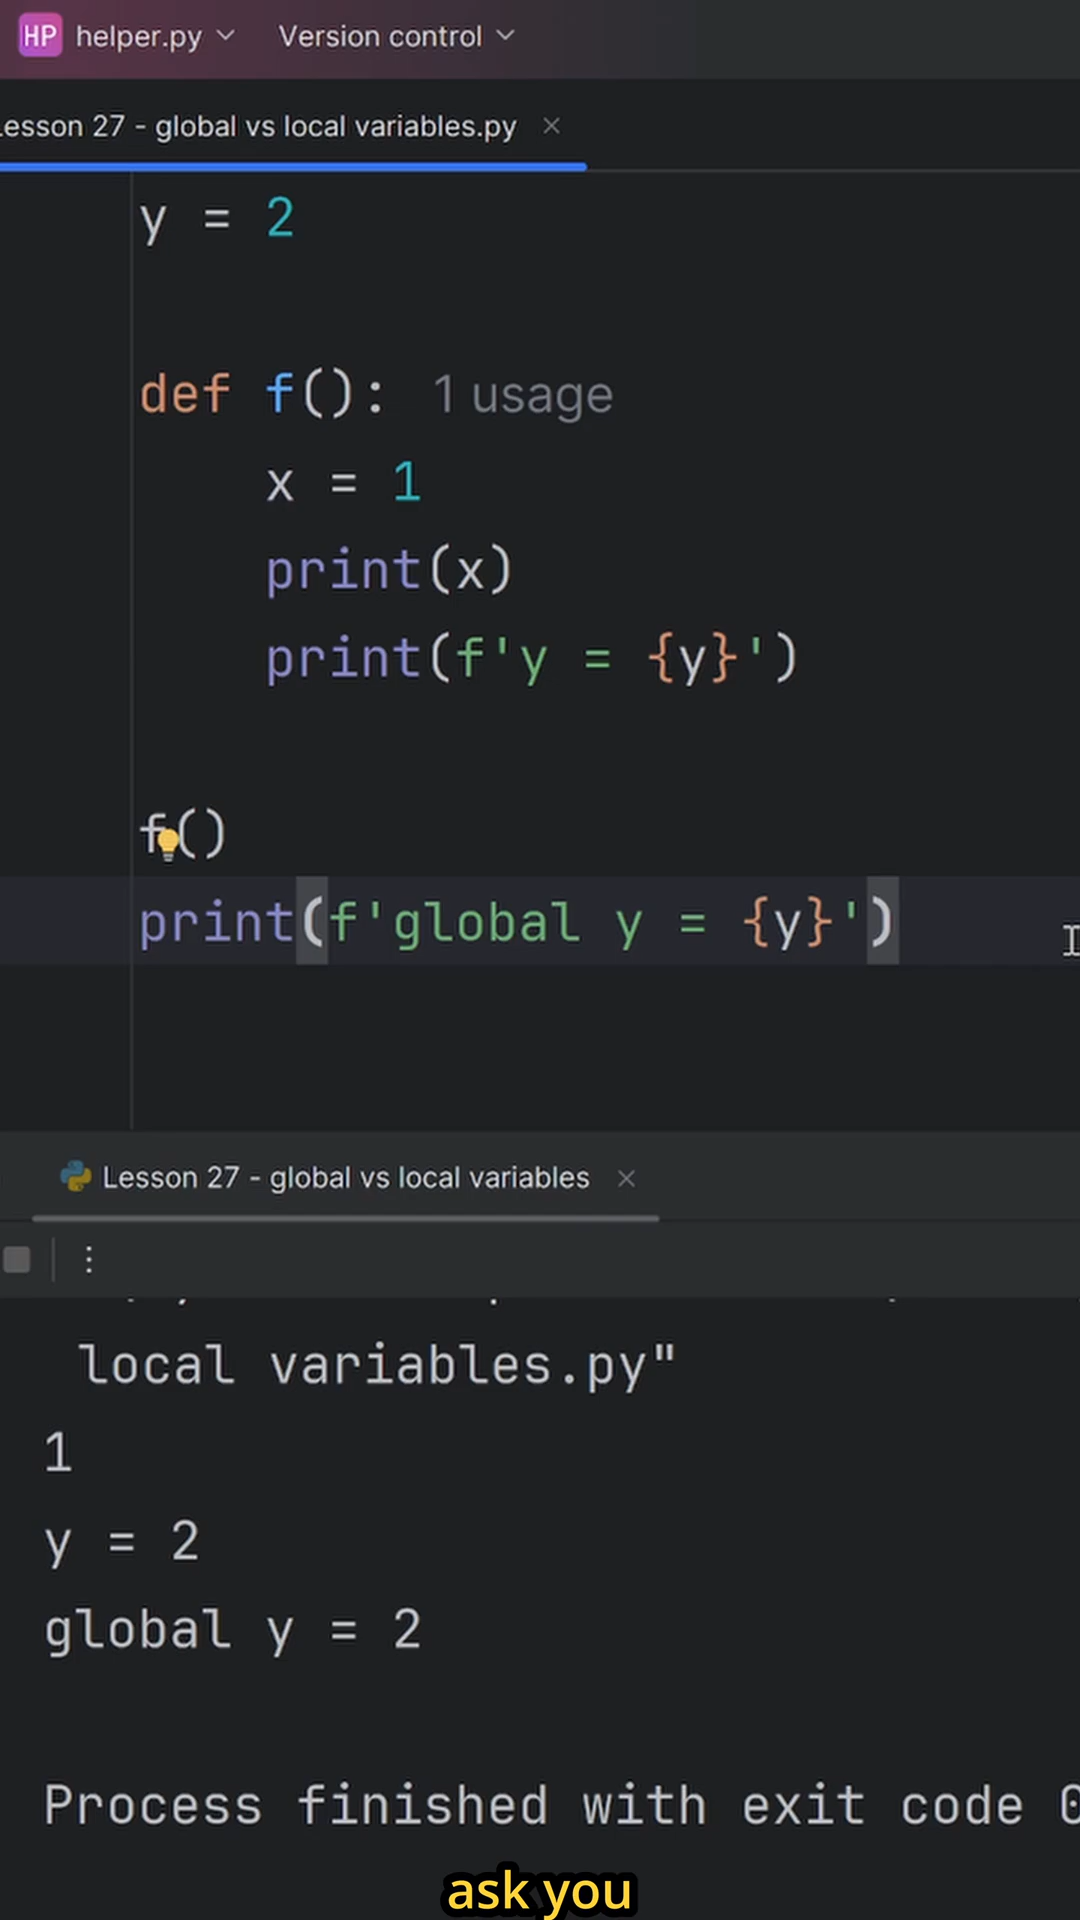 HP helper.py Version control
Lesson 27 - global vs local variables.py
y = 2
def f(): 1 usage
x = 1
print(x)
print(f'y = {y}')
f()
print(f'global y = {y}')
Lesson 27 - global vs local variables
local variables.py"
1
y = 2
global y = 2
Process finished with exit code 0
ask you